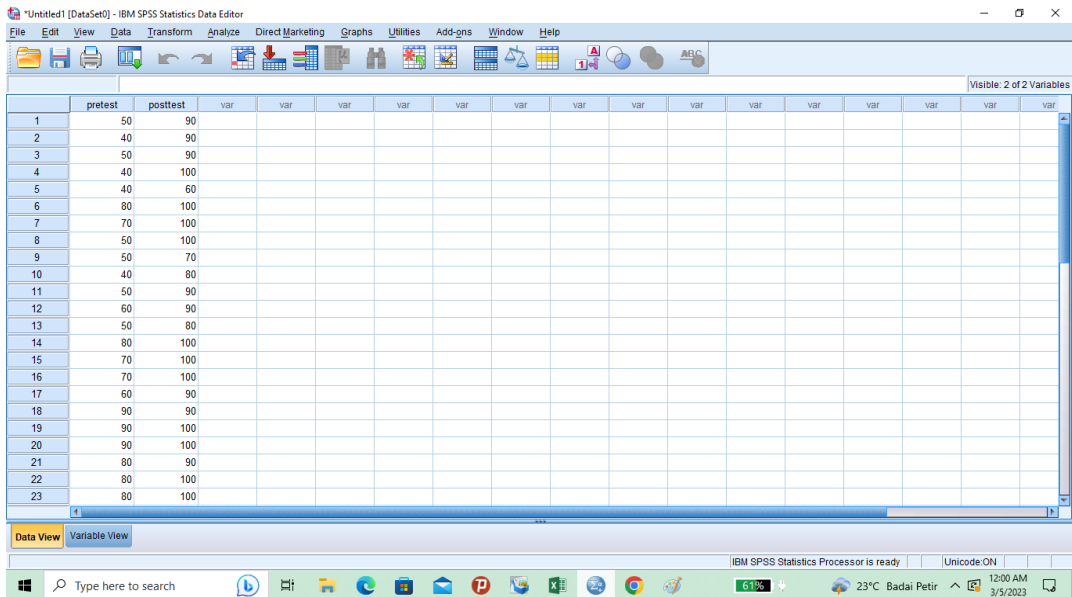 *Untitled1 [DataSet0] - IBM SPSS Statistics Data Editor
File Edit View Data Transform Analyze Direct Marketing Graphs Utilities Add-ons Window Help
Visible: 2 of 2 Variables
pretest posttest var var var var var var var var var var var var var var var
1 50 90
2 40 90
3 50 90
4 40 100
5 40 60
6 80 100
7 70 100
8 50 100
9 50 70
10 40 80
11 50 90
12 60 90
13 50 80
14 80 100
15 70 100
16 70 100
17 60 90
18 90 90
19 90 100
20 90 100
21 80 90
22 80 100
23 80 100
Data View Variable View
IBM SPSS Statistics Processor is ready Unicode:ON
Type here to search 61% 23°C Badai Petir 12:00 AM
3/5/2023